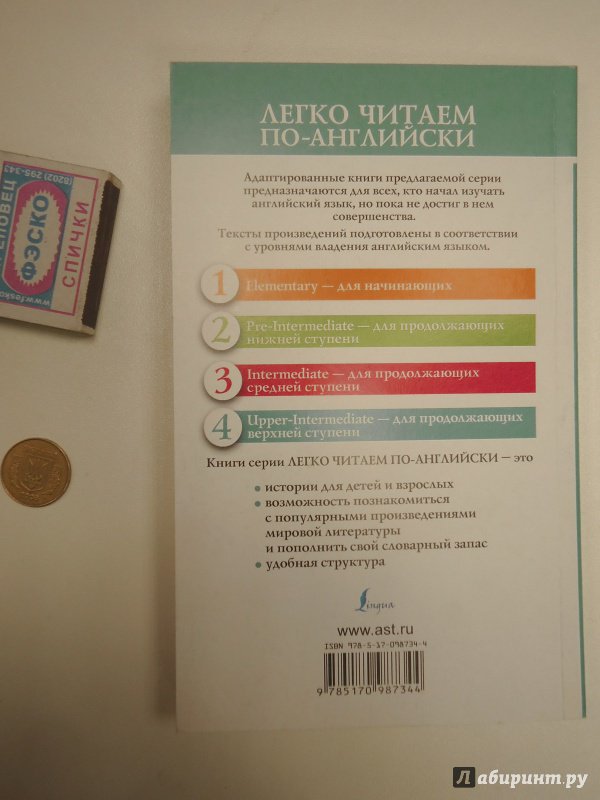 ЛЕГКО ЧИТАЕМ
ПО-АНГЛИЙСКИ
Адаптированные книги предлагаемой серии
предназначаются для всех, кто начал изучать
английский язык, но пока не достиг в нем
совершенства.
Тексты произведений подготовлены в соответствии
с уровнями владения английским языком.
1 Elementary — для начинающих
2 Pre-Intermediate — для продолжающих
нижней ступени
3 Intermediate — для продолжающих
средней ступени
4 Upper-Intermediate — для продолжающих
верхней ступени
Книги серии ЛЕГКО ЧИТАЕМ ПО-АНГЛИЙСКИ — это
• истории для детей и взрослых
• возможность познакомиться
с популярными произведениями
мировой литературы
и пополнить свой словарный запас
• удобная структура
Lingua
www.ast.ru
ISBN 978-5-17-098734-4
9 785170 987344
(8202) 295-343
ФЭСКО
СПИЧКИ
Лабиринт.ру